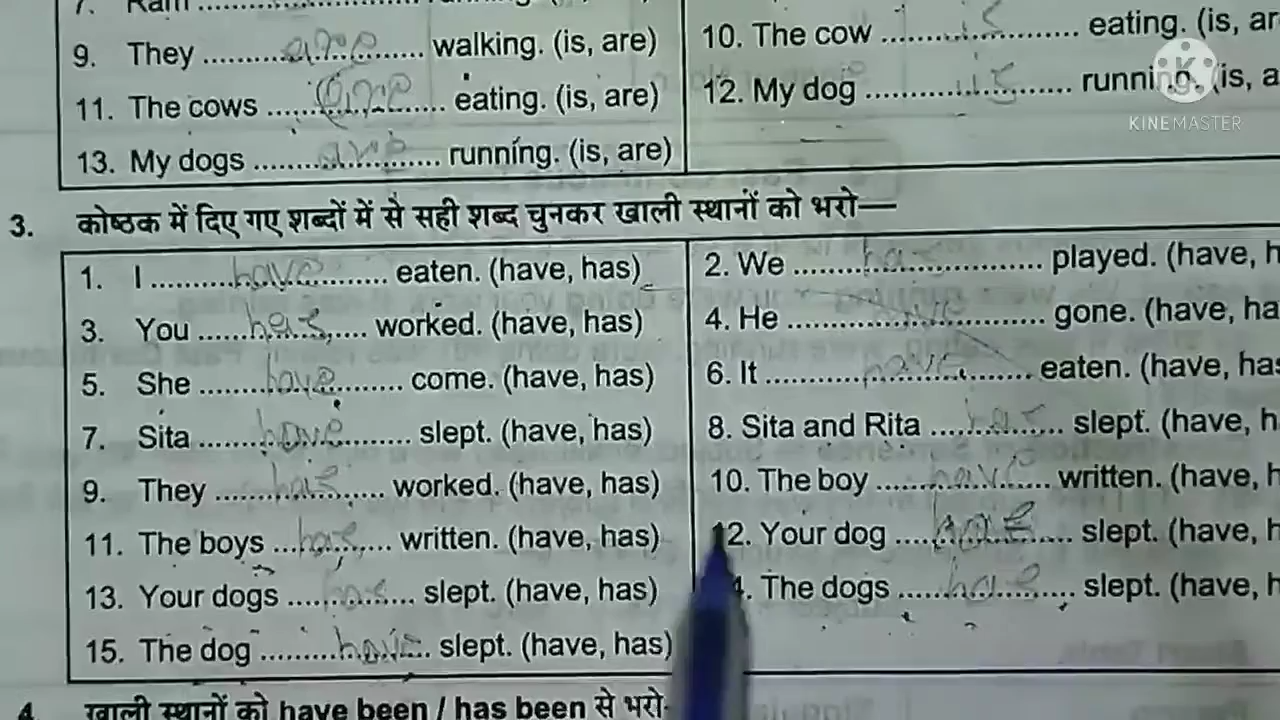 7. Ram
9. They .................... are .................... walking. (is, are)
10. The cow .................... is .................... eating. (is, ar
11. The cows .................... are .................... eating. (is, are)
12. My dog .................... is .................... running. (is, a
13. My dogs .................... are .................... running. (is, are)
KINEMASTER
3. कोष्ठक में दिए गए शब्दों में से सही शब्द चुनकर खाली स्थानों को भरो—
1. I .................... have .................... eaten. (have, has)
2. We .................... has .................... played. (have, h
3. You .................... has .................... worked. (have, has)
4. He .................... gone. (have, ha
5. She .................... have .................... come. (have, has)
6. It .................... have .................... eaten. (have, has
7. Sita .................... have .................... slept. (have, has)
8. Sita and Rita .................... has .................... slept. (have, h
9. They .................... has .................... worked. (have, has)
10. The boy .................... have .................... written. (have, h
11. The boys .................... has .................... written. (have, has)
12. Your dog .................... slept. (have, h
13. Your dogs .................... has .................... slept. (have, has)
4. The dogs .................... slept. (have, h
15. The dog .................... have .................... slept. (have, has)
4. खाली स्थानों को have been / has been से भरो-